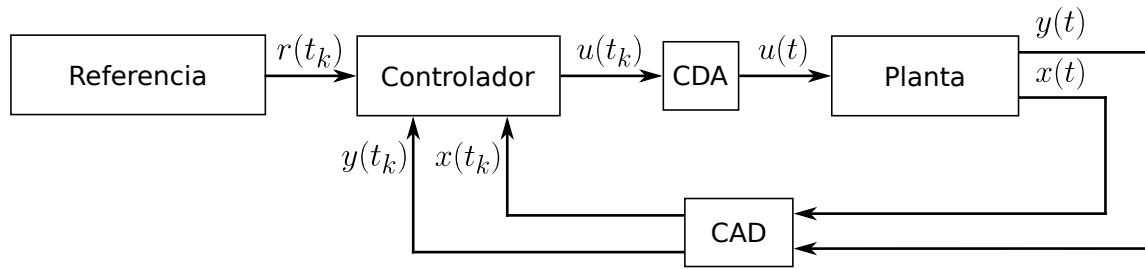 Referencia
r(t_k)
Controlador
u(t_k)
CDA
u(t)
Planta
y(t)
x(t)
y(t_k)
x(t_k)
CAD